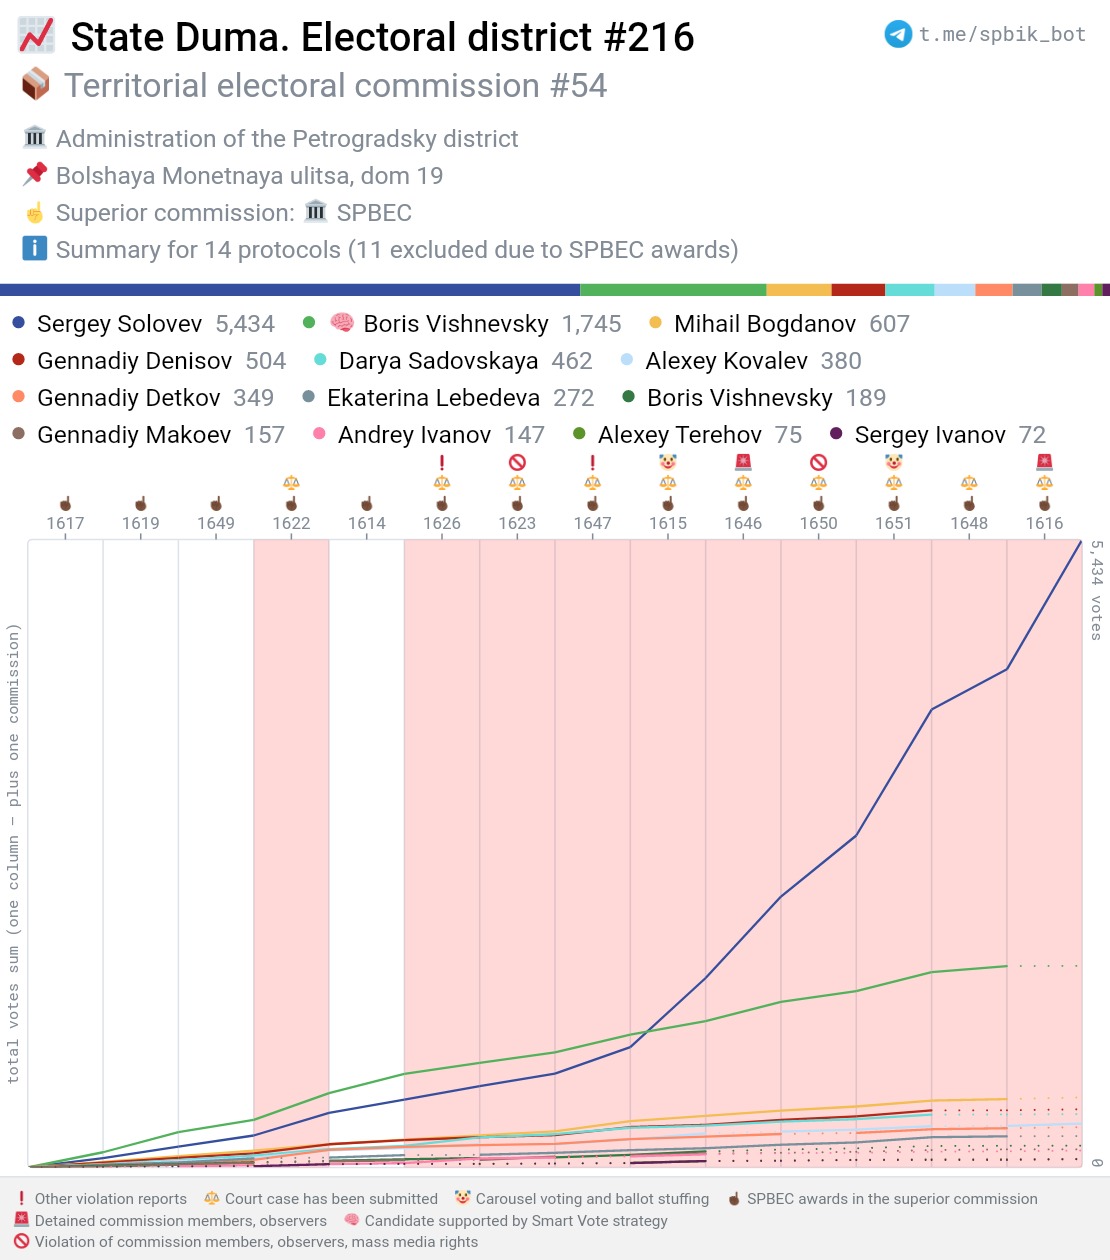 State Duma. Electoral district #216
t.me/spbik_bot
Territorial electoral commission #54
Administration of the Petrogradsky district
Bolshaya Monetnaya ulitsa, dom 19
Superior commission: SPBEC
Summary for 14 protocols (11 excluded due to SPBEC awards)
Sergey Solovev 5,434 Boris Vishnevsky 1,745 Mihail Bogdanov 607
Gennadiy Denisov 504 Darya Sadovskaya 462 Alexey Kovalev 380
Gennadiy Detkov 349 Ekaterina Lebedeva 272 Boris Vishnevsky 189
Gennadiy Makoev 157 Andrey Ivanov 147 Alexey Terehov 75 Sergey Ivanov 72
1617 1619 1649 1622 1614 1626 1623 1647 1615 1646 1650 1651 1648 1616
5,434 votes
total votes sum (one column – plus one commission)
0
Other violation reports Court case has been submitted Carousel voting and ballot stuffing SPBEC awards in the superior commission
Detained commission members, observers Candidate supported by Smart Vote strategy
Violation of commission members, observers, mass media rights